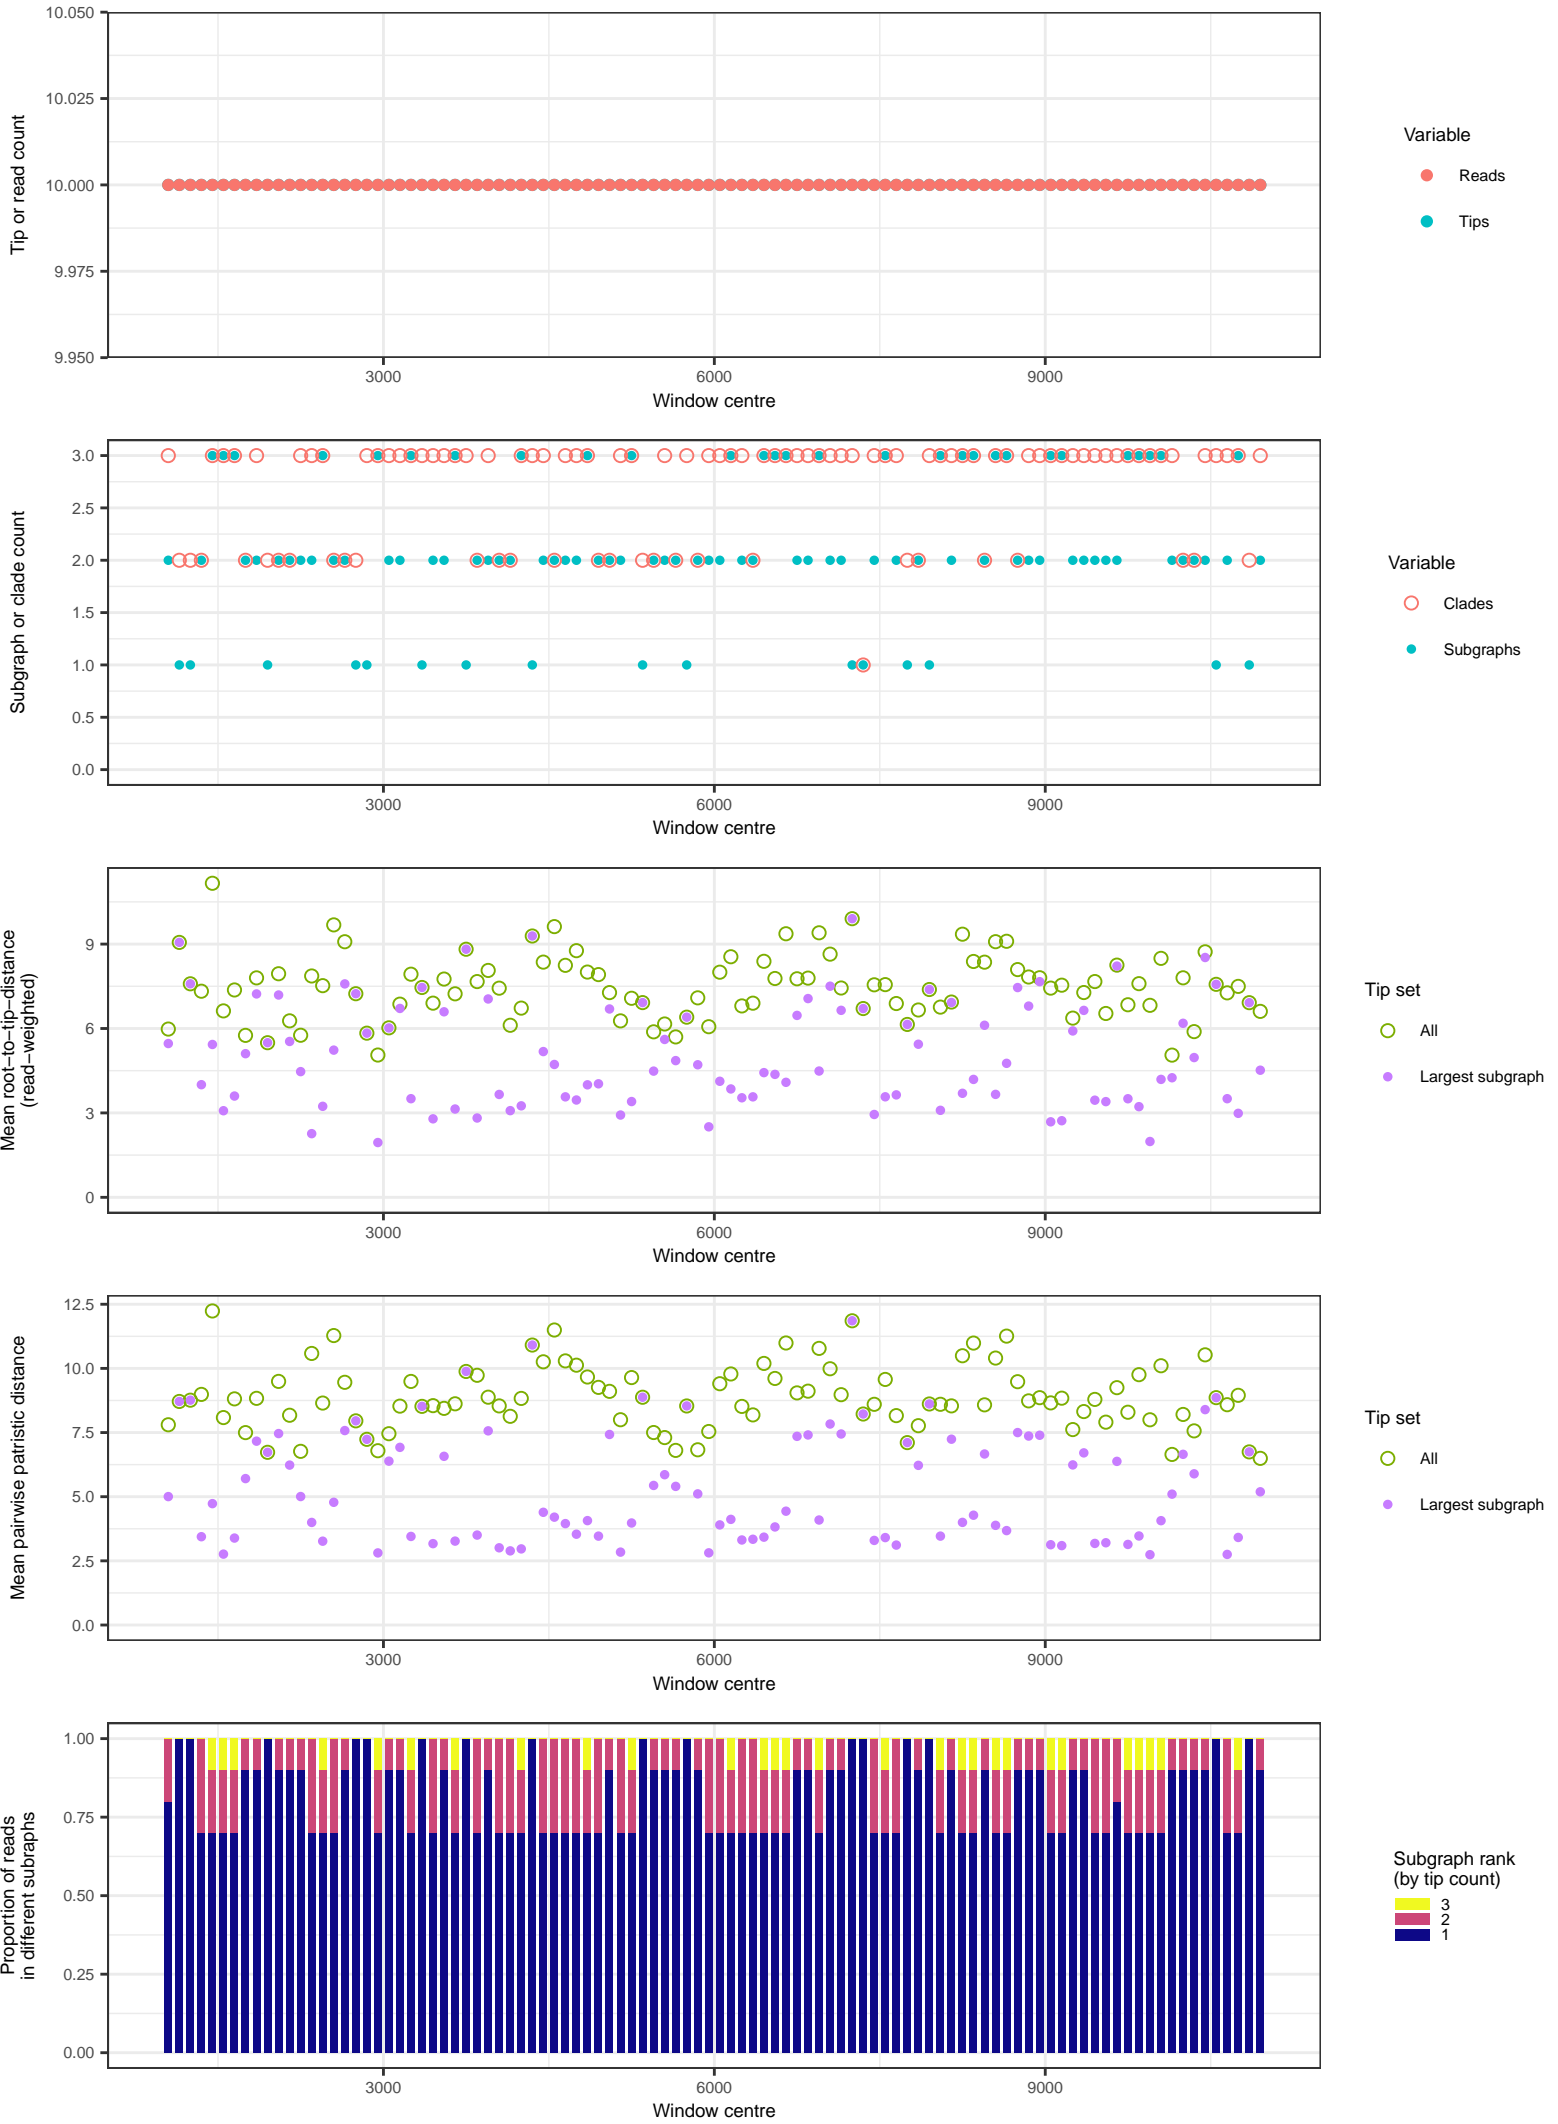 10.050
10.025
10.000
9.975
9.950
Tip or read count
3000 6000 9000
Window centre
Variable
Reads
Tips
3.0
2.5
2.0
1.5
1.0
0.5
0.0
Subgraph or clade count
3000 6000 9000
Window centre
Variable
Clades
Subgraphs
9
6
3
0
Mean root−to−tip−distance
(read−weighted)
3000 6000 9000
Window centre
Tip set
All
Largest subgraph
12.5
10.0
7.5
5.0
2.5
0.0
Mean pairwise patristic distance
3000 6000 9000
Window centre
Tip set
All
Largest subgraph
1.00
0.75
0.50
0.25
0.00
Proportion of reads
in different subraphs
3000 6000 9000
Window centre
Subgraph rank
(by tip count)
3
2
1